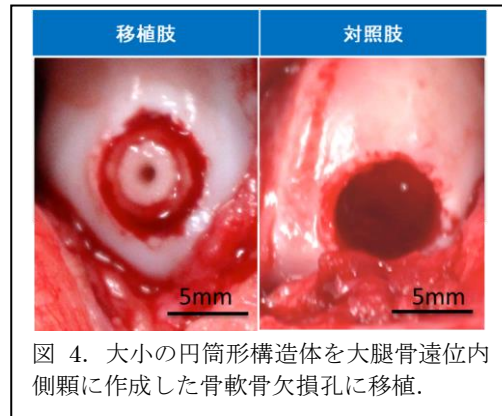 移植肢
対照肢
5mm
5mm
図 4. 大小の円筒形構造体を大腿骨遠位内
側顆に作成した骨軟骨欠損孔に移植.